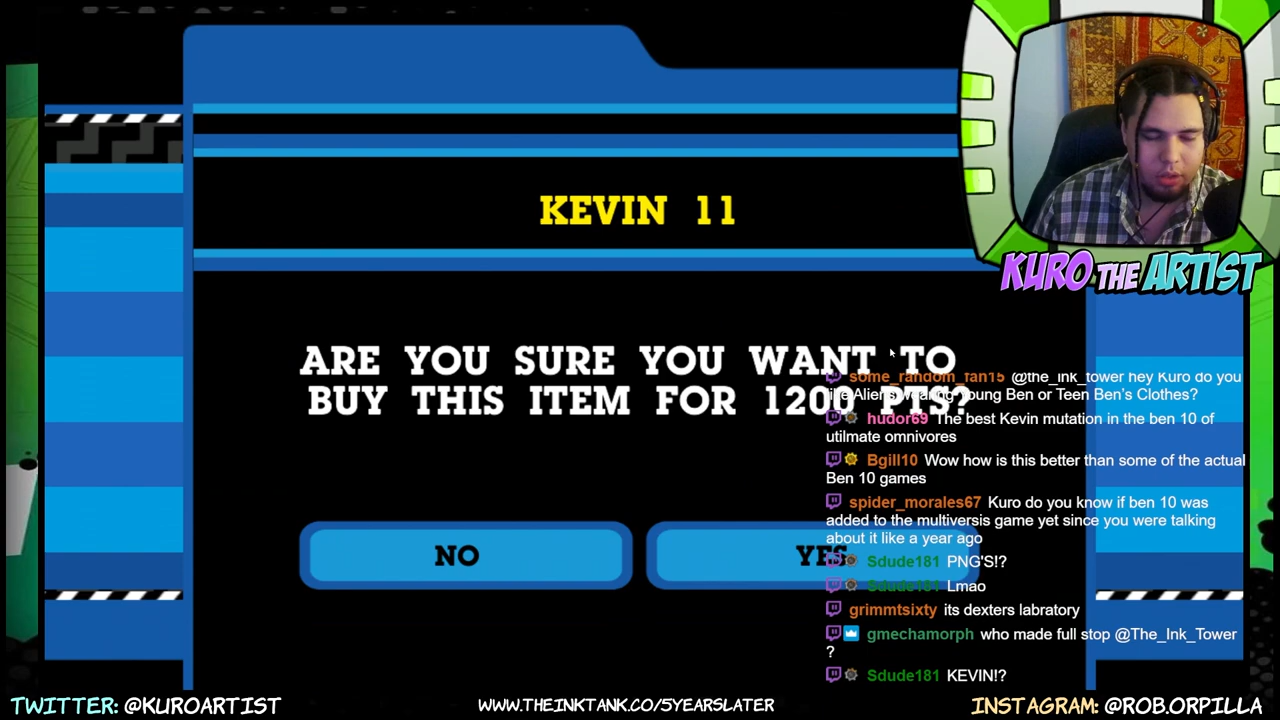 KEVIN 11
ARE YOU SURE YOU WANT TO
BUY THIS ITEM FOR 1200 PTS?
NO
YES
KURO THE ARTIST
some_random_fan15 @the_ink_tower hey Kuro do you
like Aliens wearing Young Ben or Teen Ben's Clothes?
hudor69 The best Kevin mutation in the ben 10 of
utilmate omnivores
Bgill10 Wow how is this better than some of the actual
Ben 10 games
spider_morales67 Kuro do you know if ben 10 was
added to the multiversis game yet since you were talking
about it like a year ago
Sdude181 PNG'S!?
Sdude181 Lmao
grimmtsixty its dexters labratory
gmechamorph who made full stop @The_Ink_Tower
?
Sdude181 KEVIN!?
TWITTER: @KUROARTIST
WWW.THEINKTANK.CO/5YEARSLATER
INSTAGRAM: @ROB.ORPILLA